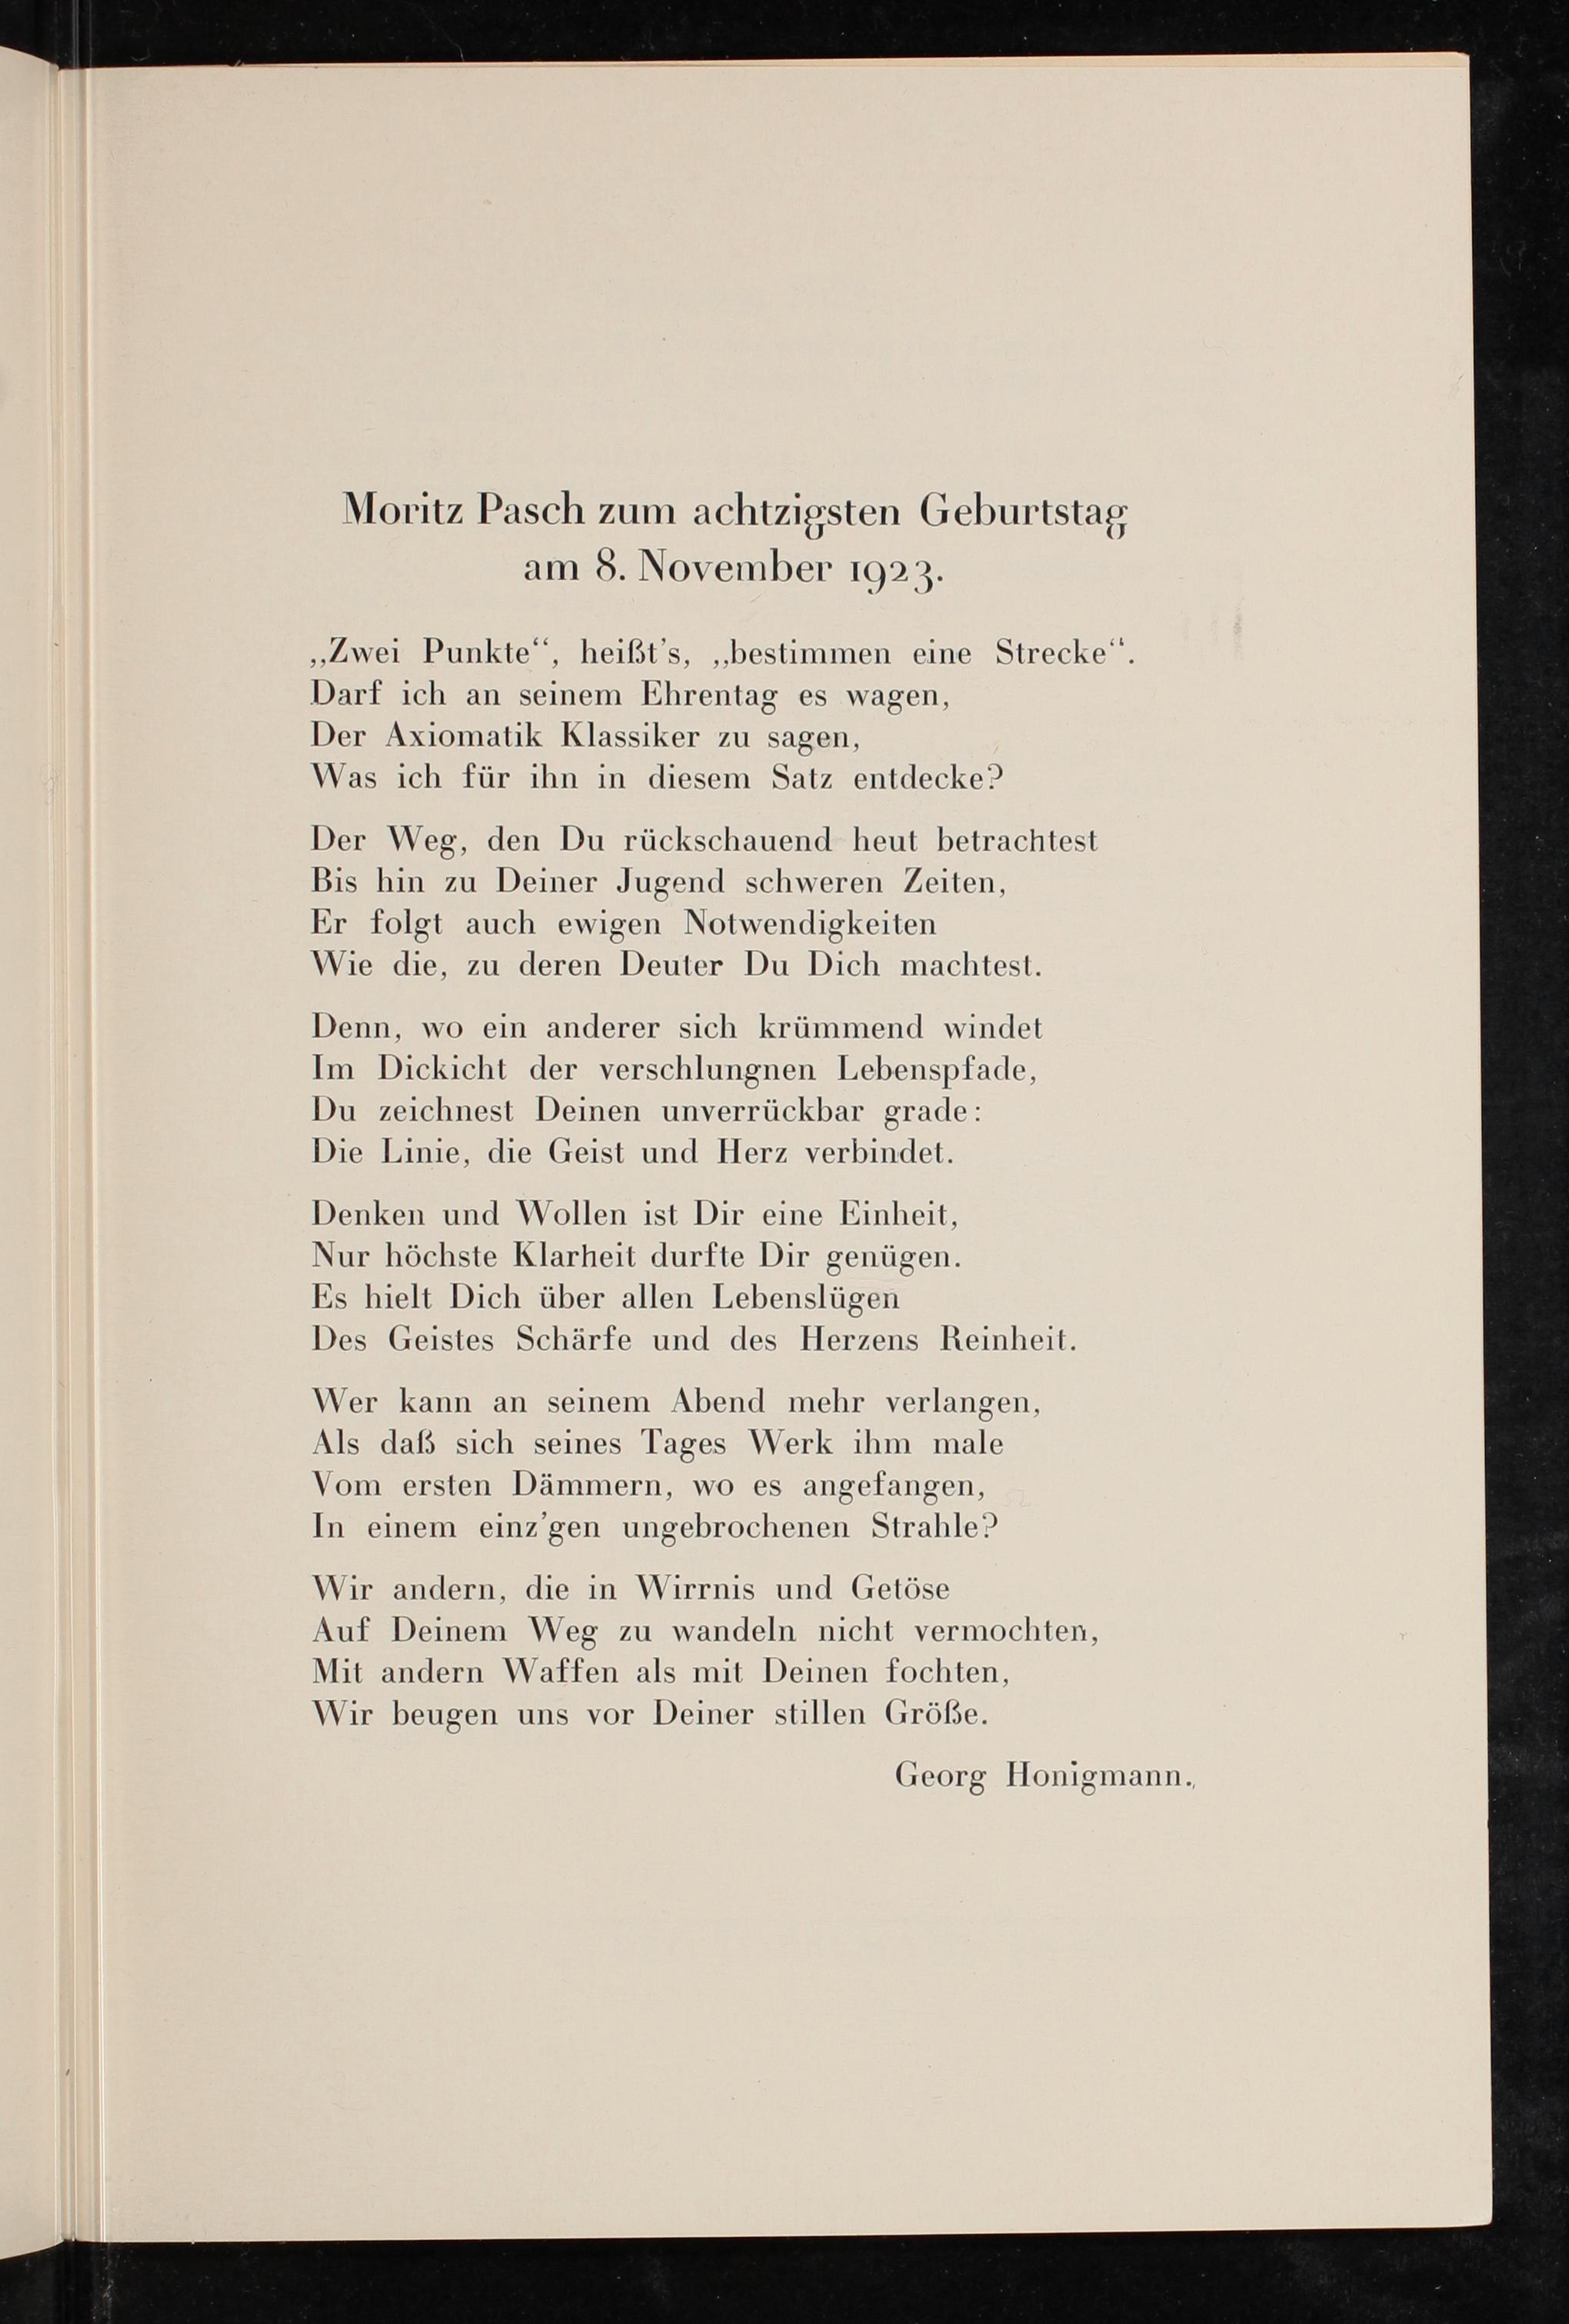 Moritz Pasch zum achtzigsten Geburtstag
am 8. November 1923.
„Zwei Punkte“, heißt's, „bestimmen eine Strecke“.
Darf ich an seinem Ehrentag es wagen,
Der Axiomatik Klassiker zu sagen,
Was ich für ihn in diesem Satz entdecke?
Der Weg, den Du rückschauend heut betrachtest
Bis hin zu Deiner Jugend schweren Zeiten,
Er folgt auch ewigen Notwendigkeiten
Wie die, zu deren Deuter Du Dich machtest.
Denn, wo ein anderer sich krümmend windet
Im Dickicht der verschlungnen Lebenspfade,
Du zeichnest Deinen unverrückbar grade:
Die Linie, die Geist und Herz verbindet.
Denken und Wollen ist Dir eine Einheit,
Nur höchste Klarheit durfte Dir genügen.
Es hielt Dich über allen Lebenslügen
Des Geistes Schärfe und des Herzens Reinheit.
Wer kann an seinem Abend mehr verlangen,
Als daß sich seines Tages Werk ihm male
Vom ersten Dämmern, wo es angefangen,
In einem einz'gen ungebrochenen Strahle?
Wir andern, die in Wirrnis und Getöse
Auf Deinem Weg zu wandeln nicht vermochten,
Mit andern Waffen als mit Deinen fochten,
Wir beugen uns vor Deiner stillen Größe.
Georg Honigmann.